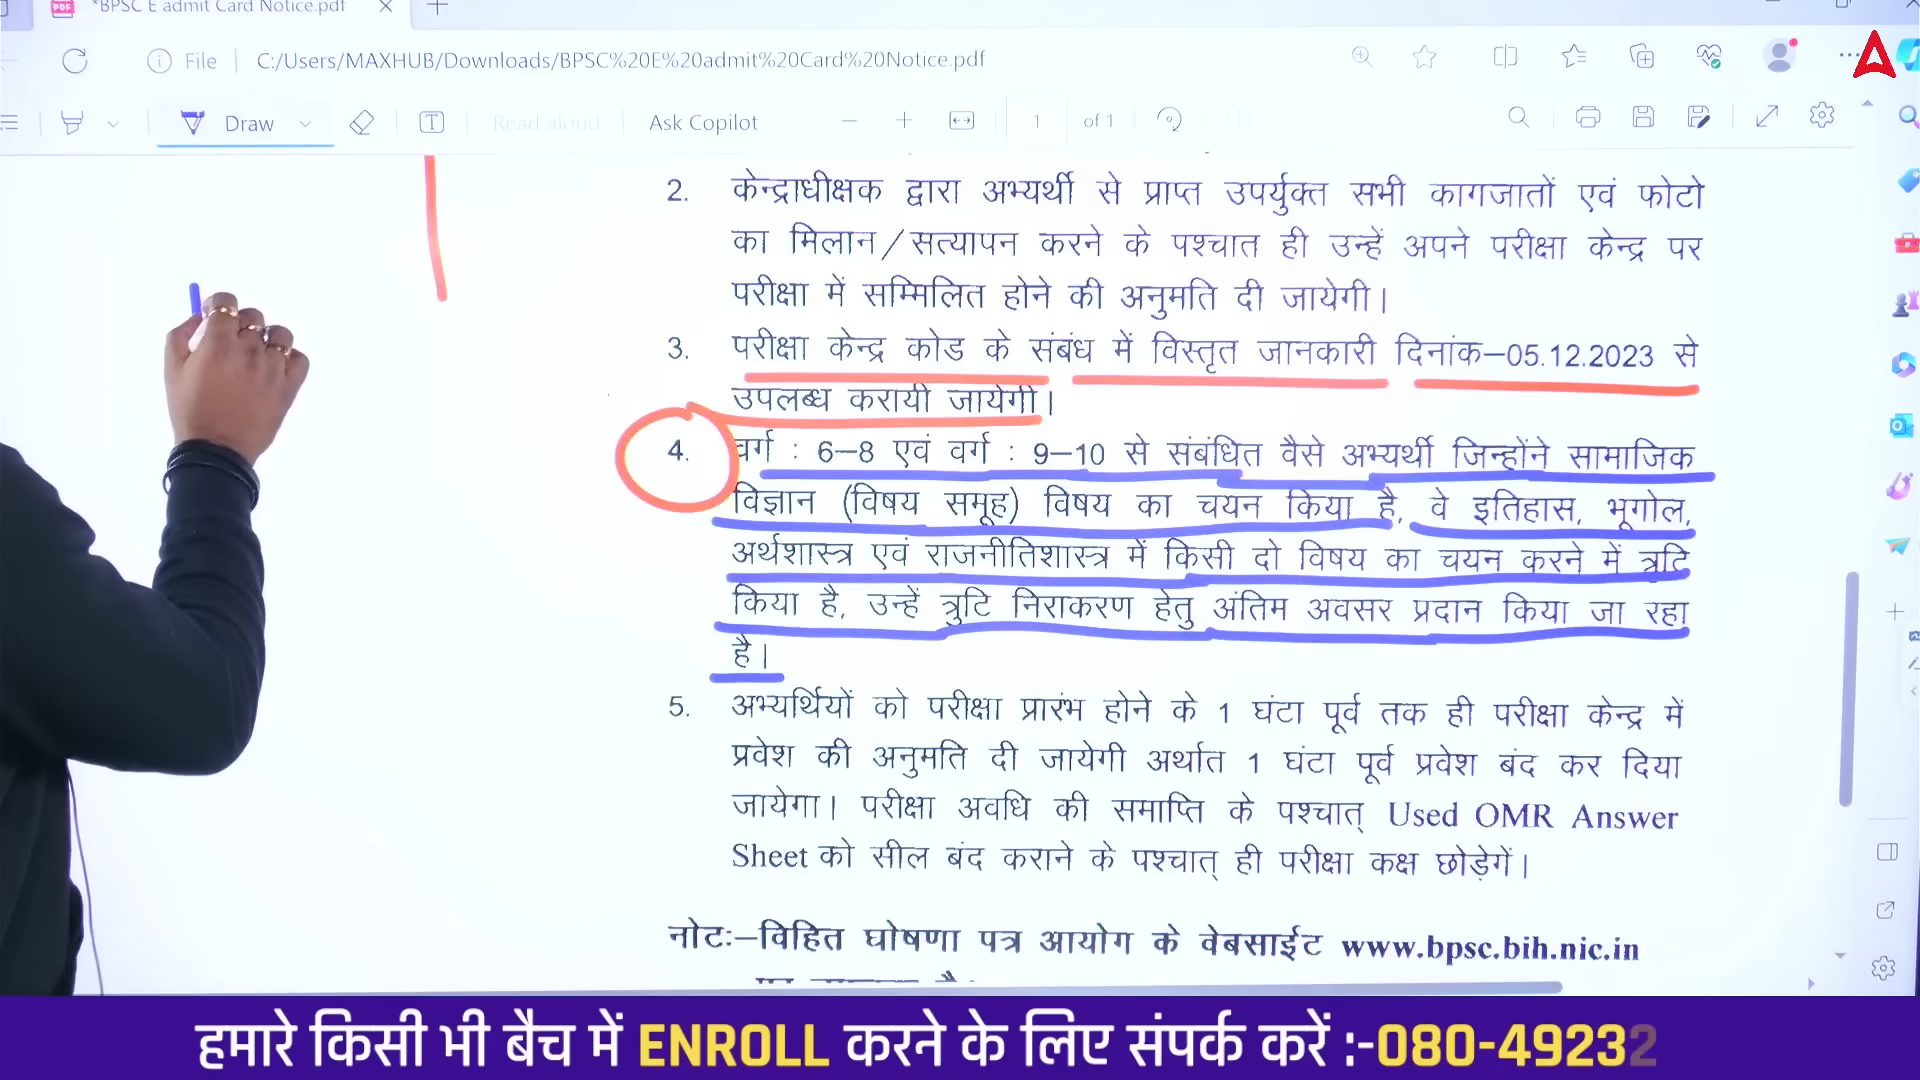 *BPSC E admit Card Notice.pdf
File C:/Users/MAXHUB/Downloads/BPSC%20E%20admit%20Card%20Notice.pdf
Draw Read aloud Ask Copilot 1 of 1
2. केन्द्राधीक्षक द्वारा अभ्यर्थी से प्राप्त उपर्युक्त सभी कागजातों एवं फोटो
का मिलान/सत्यापन करने के पश्चात ही उन्हें अपने परीक्षा केन्द्र पर
परीक्षा में सम्मिलित होने की अनुमति दी जायेगी।
3. परीक्षा केन्द्र कोड के संबंध में विस्तृत जानकारी दिनांक–05.12.2023 से
उपलब्ध करायी जायेगी।
4. वर्ग : 6–8 एवं वर्ग : 9–10 से संबंधित वैसे अभ्यर्थी जिन्होंने सामाजिक
विज्ञान (विषय समूह) विषय का चयन किया है, वे इतिहास, भूगोल,
अर्थशास्त्र एवं राजनीतिशास्त्र में किसी दो विषय का चयन करने में त्रुटि
किया है, उन्हें त्रुटि निराकरण हेतु अंतिम अवसर प्रदान किया जा रहा
है।
5. अभ्यर्थियों को परीक्षा प्रारंभ होने के 1 घंटा पूर्व तक ही परीक्षा केन्द्र में
प्रवेश की अनुमति दी जायेगी अर्थात 1 घंटा पूर्व प्रवेश बंद कर दिया
जायेगा। परीक्षा अवधि की समाप्ति के पश्चात् Used OMR Answer
Sheet को सील बंद कराने के पश्चात् ही परीक्षा कक्ष छोड़ेगें।
नोटः–विहित घोषणा पत्र आयोग के वेबसाईट www.bpsc.bih.nic.in
हमारे किसी भी बैच में ENROLL करने के लिए संपर्क करें :-080-49232